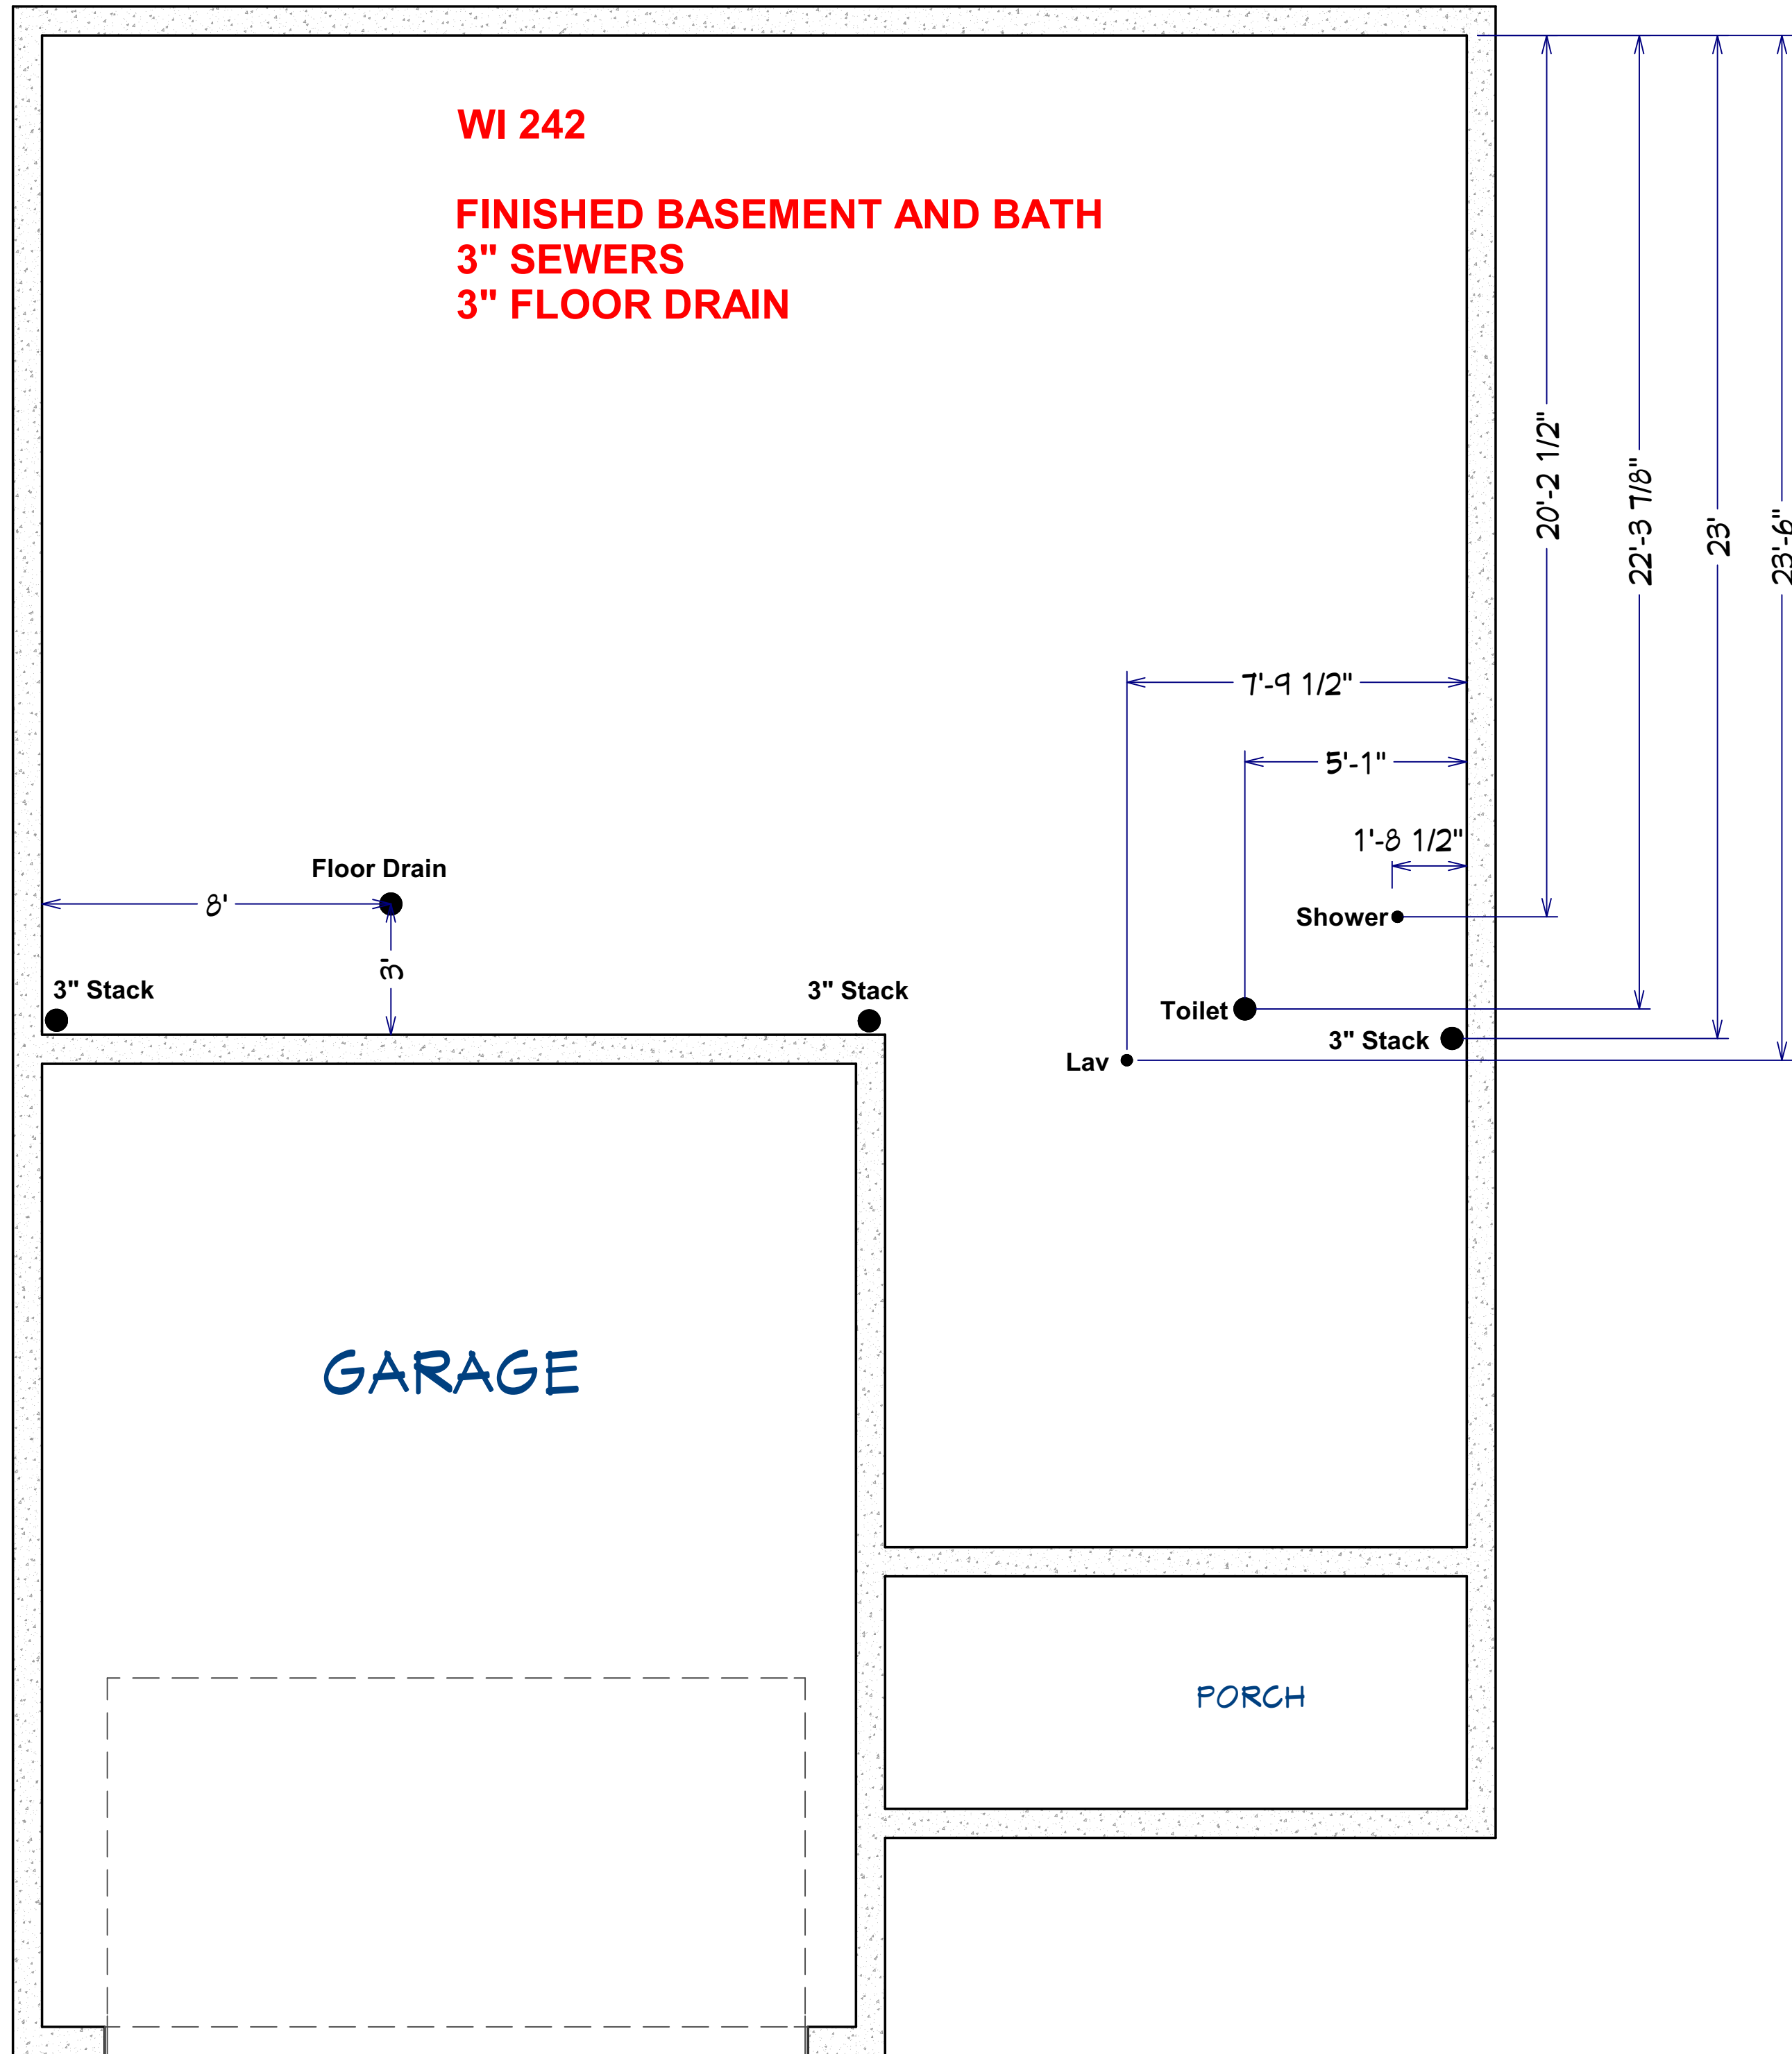 WI 242
FINISHED BASEMENT AND BATH
3" SEWERS
3" FLOOR DRAIN
20'-2 1/2"
22'-3 7/8"
23'
23'-6"
7'-9 1/2"
5'-1"
1'-8 1/2"
Floor Drain
8'
Shower
3'
3" Stack
3" Stack
Toilet
3" Stack
Lav
GARAGE
PORCH